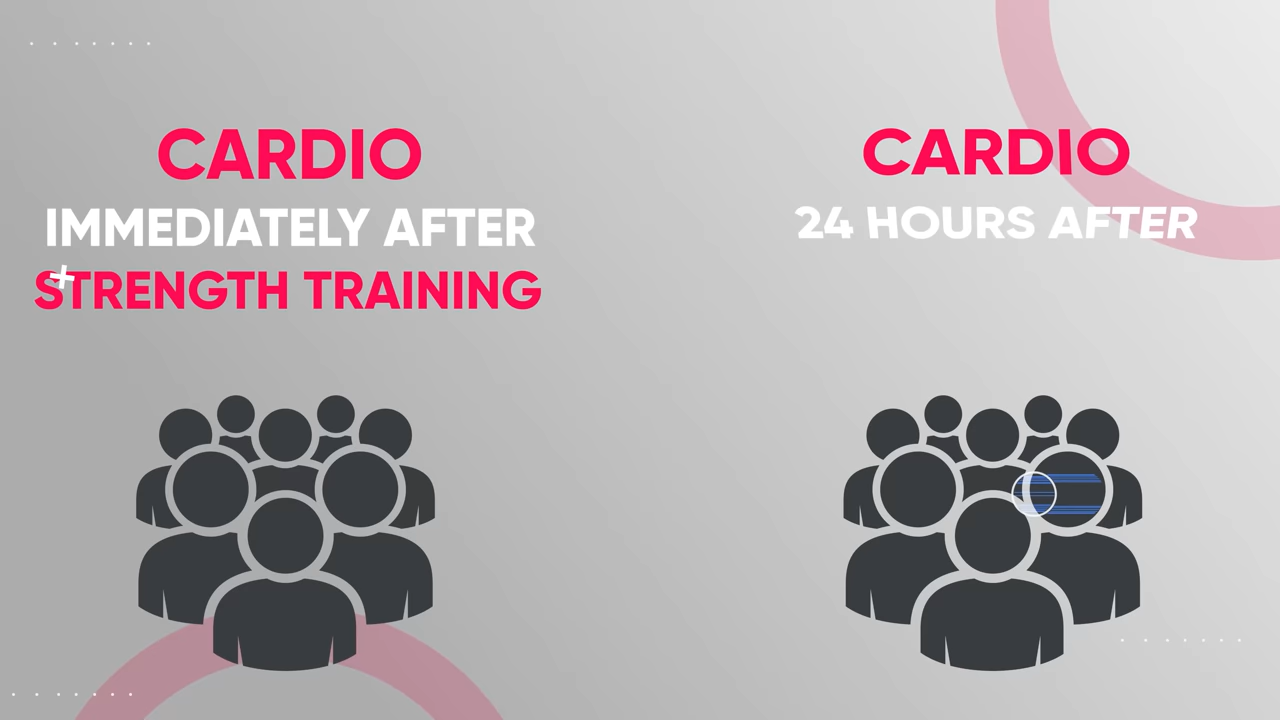 CARDIO
IMMEDIATELY AFTER
STRENGTH TRAINING
CARDIO
24 HOURS AFTER